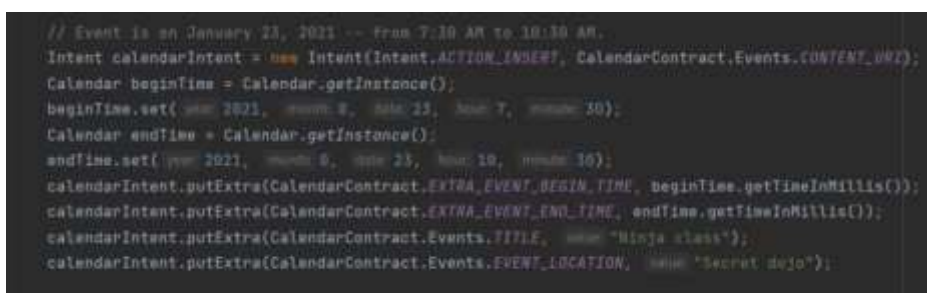 // Event is on January 23, 2021 -- from 7:30 AM to 10:30 AM.
Intent calendarIntent = new Intent(Intent.ACTION_INSERT, CalendarContract.Events.CONTENT_URI);
Calendar beginTime = Calendar.getInstance();
beginTime.set( year: 2021, month: 0, date: 23, hour: 7, minute: 30);
Calendar endTime = Calendar.getInstance();
endTime.set( year: 2021, month: 0, date: 23, hour: 10, minute: 30);
calendarIntent.putExtra(CalendarContract.EXTRA_EVENT_BEGIN_TIME, beginTime.getTimeInMillis());
calendarIntent.putExtra(CalendarContract.EXTRA_EVENT_END_TIME, endTime.getTimeInMillis());
calendarIntent.putExtra(CalendarContract.Events.TITLE, value: "Ninja class");
calendarIntent.putExtra(CalendarContract.Events.EVENT_LOCATION, value: "Secret dojo");